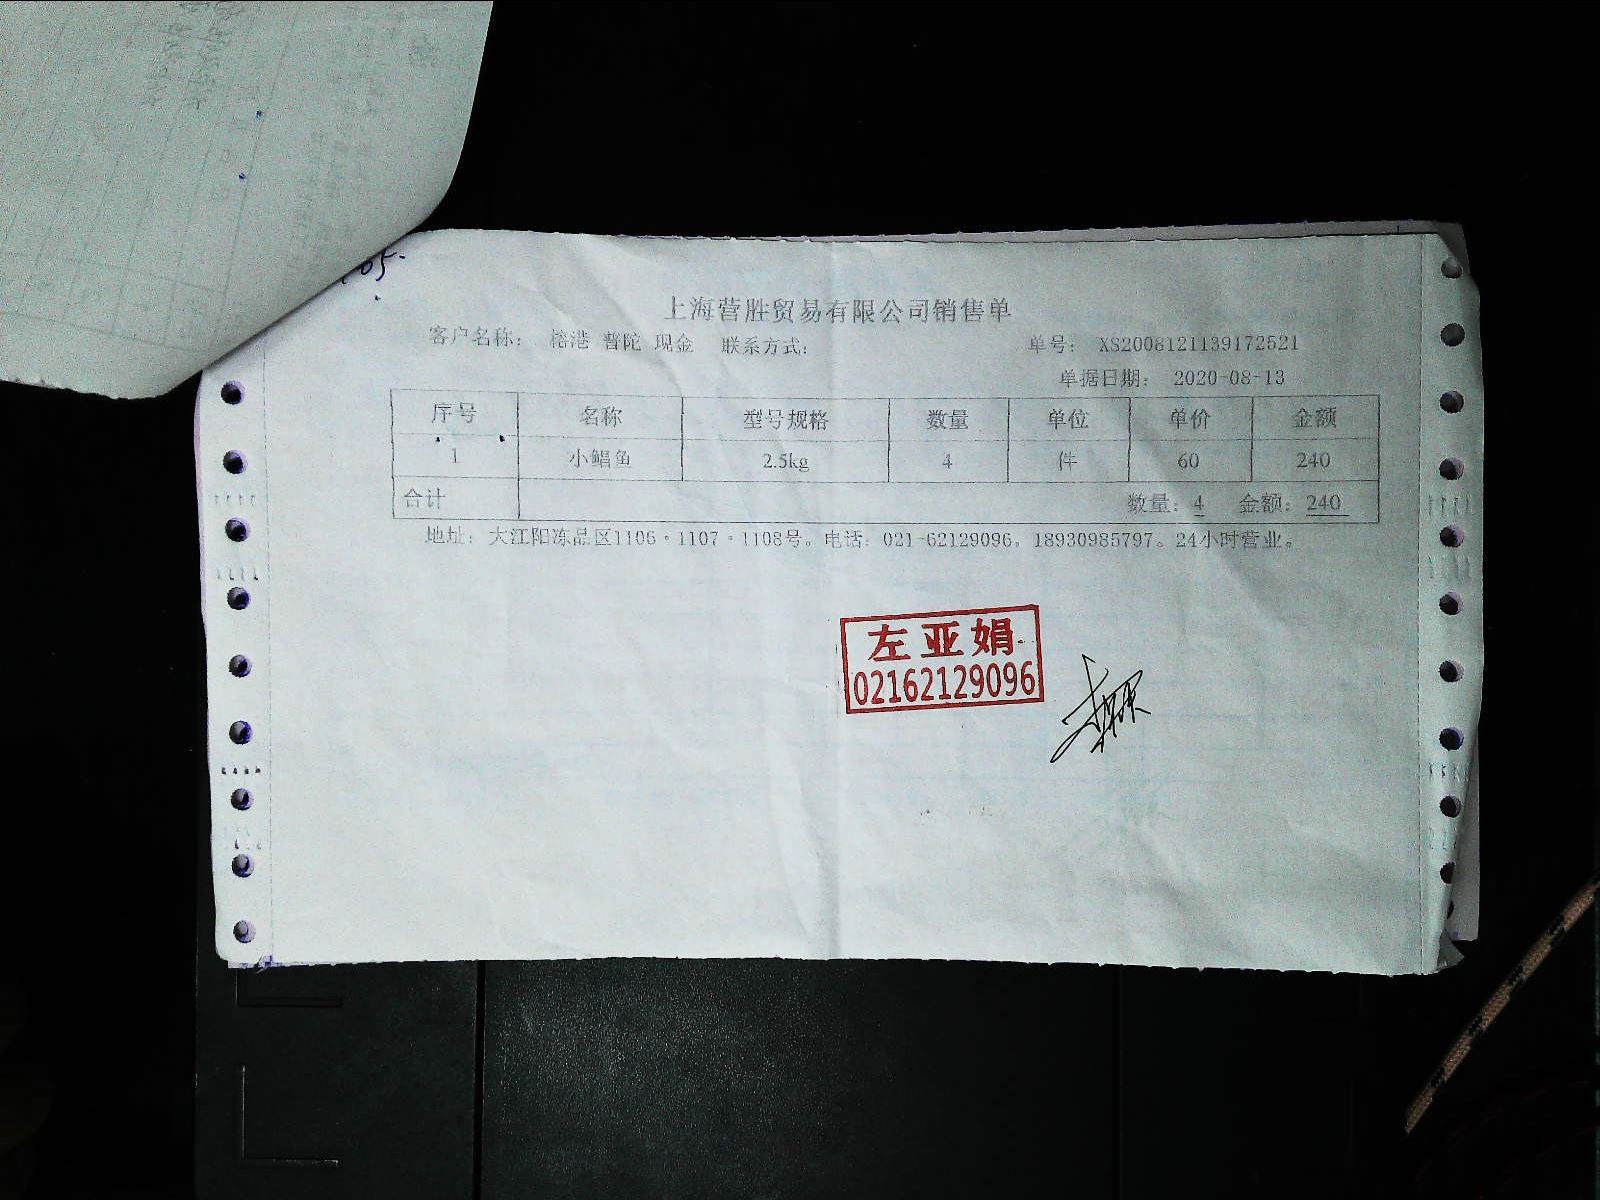 上海营胜贸易有限公司销售单
客户名称： 椿港 普陀 现金 联系方式： 单号： XS2008121139172521
单据日期： 2020-08-13
序号 名称 型号规格 数量 单位 单价 金额
1 小鲳鱼 2.5kg 4 件 60 240
合计 数量：4 金额：240
地址：大江阳冻品区1106·1107·1108号。电话：021-62129096，18930985797。24小时营业。
左亚娟
02162129096